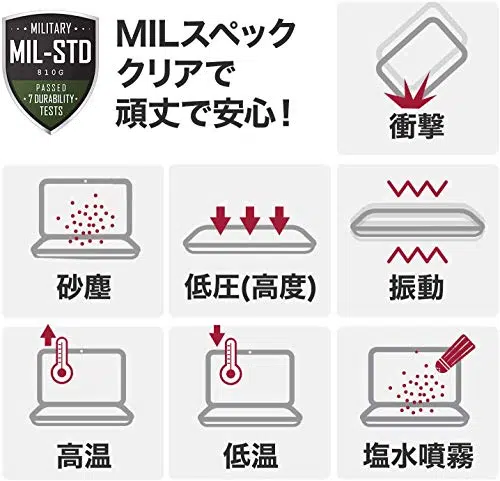 MILITARY
MIL-STD
810G
PASSED
7 DURABILITY
TESTS
MILスペック
クリアで
頑丈で安心！
衝撃
砂塵
低圧(高度)
振動
高温
低温
塩水噴霧